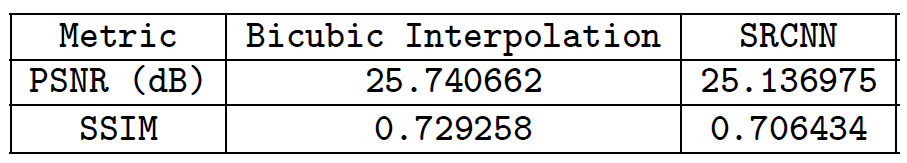 Metric Bicubic Interpolation SRCNN
PSNR (dB) 25.740662 25.136975
SSIM 0.729258 0.706434